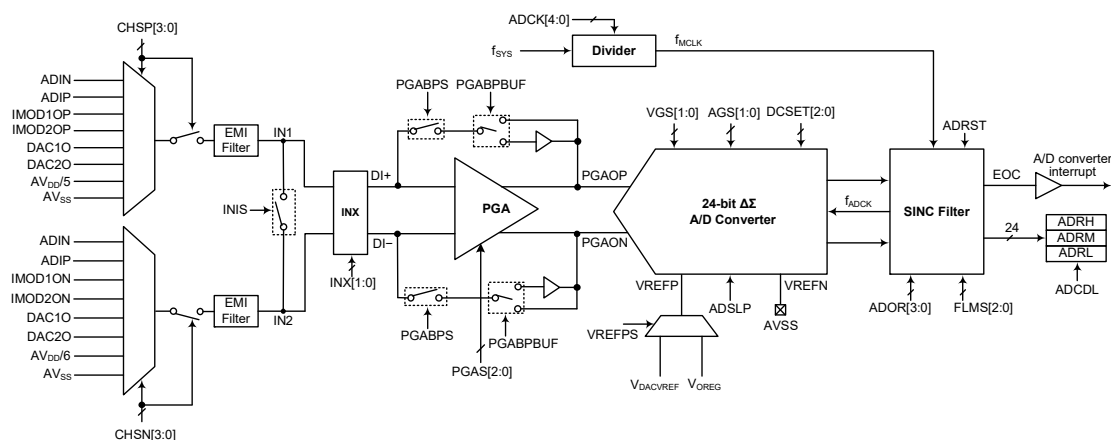 ADCK[4:0]
CHSP[3:0]
fSYS
Divider
fMCLK
ADIN
ADIP
IMOD1OP
IMOD2OP
DAC1O
DAC2O
AVDD/5
AVSS
EMI
Filter
IN1
PGABPS
PGABPBUF
VGS[1:0]
AGS[1:0]
DCSET[2:0]
ADRST
DI+
PGAOP
INIS
INX
PGA
24-bit ΔΣ
A/D Converter
fADCK
SINC Filter
EOC
A/D converter
interrupt
24
ADRH
ADRM
ADRL
ADCDL
DI−
PGAON
INX[1:0]
ADIN
ADIP
IMOD1ON
IMOD2ON
DAC1O
DAC2O
AVDD/6
AVSS
EMI
Filter
IN2
PGABPS
PGABPBUF
PGAS[2:0]
VREFP
ADSLP
VREFN
AVSS
ADOR[3:0]
FLMS[2:0]
VREFPS
VDACVREF
VOREG
CHSN[3:0]